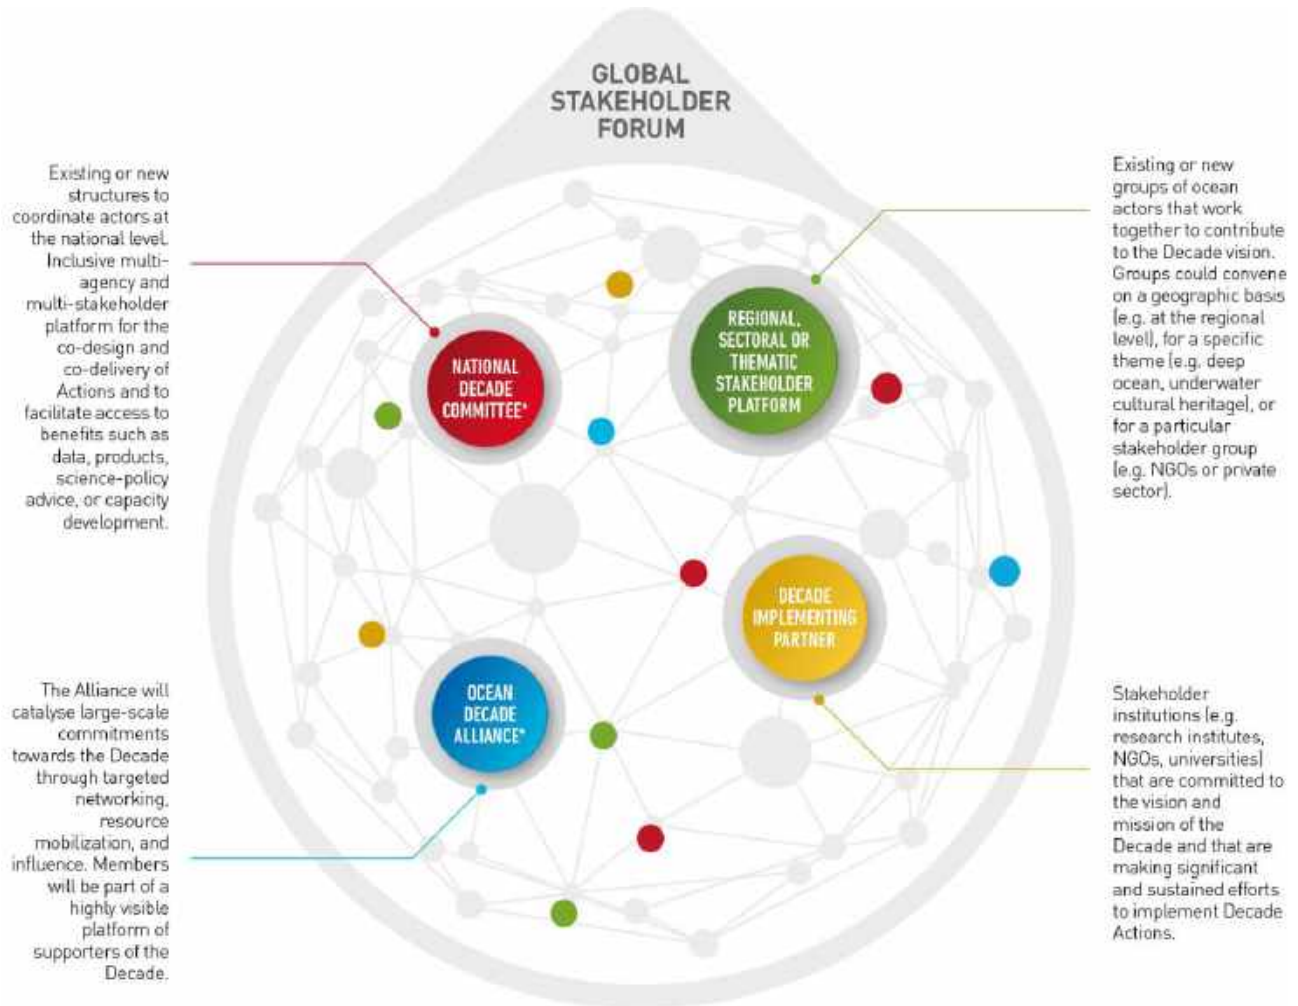 GLOBAL
STAKEHOLDER
FORUM
Existing or new
structures to
coordinate actors at
the national level.
Inclusive multi-
agency and
multi-stakeholder
platform for the
co-design and
co-delivery of
Actions and to
facilitate access to
benefits such as
data, products,
science-policy
advice, or capacity
development.
NATIONAL
DECADE
COMMITTEE*
REGIONAL,
SECTORAL OR
THEMATIC
STAKEHOLDER
PLATFORM
Existing or new
groups of ocean
actors that work
together to contribute
to the Decade vision.
Groups could convene
on a geographic basis
(e.g. at the regional
level), for a specific
theme (e.g. deep
ocean, underwater
cultural heritage), or
for a particular
stakeholder group
(e.g. NGOs or private
sector).
The Alliance will
catalyse large-scale
commitments
towards the Decade
through targeted
networking,
resource
mobilization, and
influence. Members
will be part of a
highly visible
platform of
supporters of the
Decade.
OCEAN
DECADE
ALLIANCE*
DECADE
IMPLEMENTING
PARTNER
Stakeholder
institutions (e.g.
research institutes,
NGOs, universities)
that are committed to
the vision and
mission of the
Decade and that are
making significant
and sustained efforts
to implement Decade
Actions.